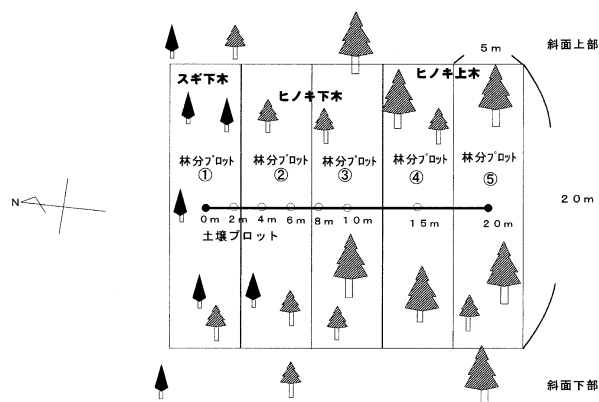 斜面上部
5m
スギ下木
ヒノキ下木
ヒノキ上木
林分プロット
①
林分プロット
②
林分プロット
③
林分プロット
④
林分プロット
⑤
N
20m
0m 2m 4m 6m 8m 10m 15m 20m
土壌プロット
斜面下部